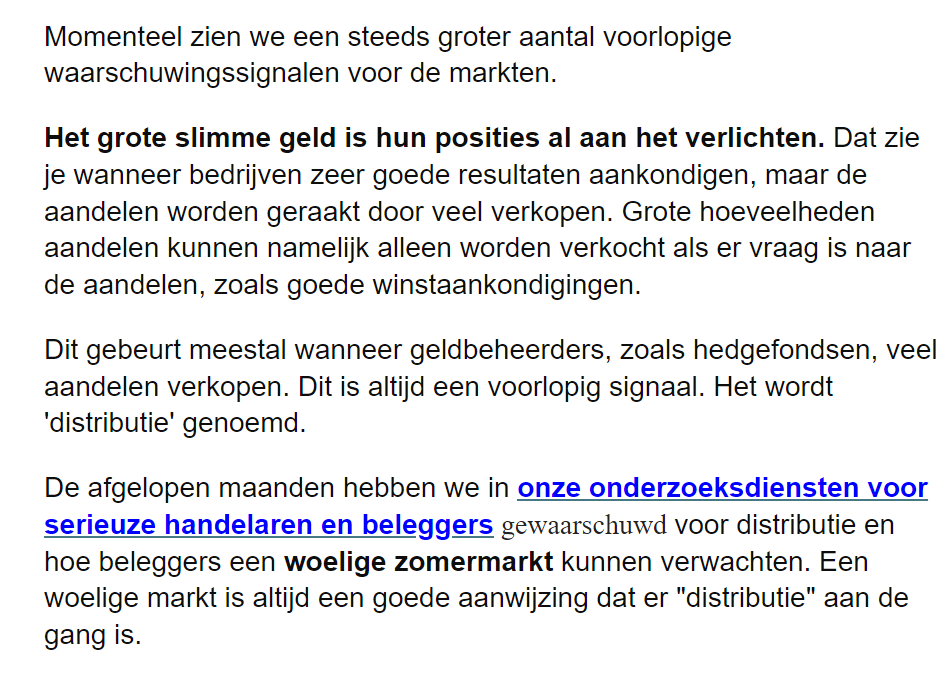 Momenteel zien we een steeds groter aantal voorlopige
waarschuwingssignalen voor de markten.
Het grote slimme geld is hun posities al aan het verlichten. Dat zie
je wanneer bedrijven zeer goede resultaten aankondigen, maar de
aandelen worden geraakt door veel verkopen. Grote hoeveelheden
aandelen kunnen namelijk alleen worden verkocht als er vraag is naar
de aandelen, zoals goede winstaankondigingen.
Dit gebeurt meestal wanneer geldbeheerders, zoals hedgefondsen, veel
aandelen verkopen. Dit is altijd een voorlopig signaal. Het wordt
'distributie' genoemd.
De afgelopen maanden hebben we in onze onderzoeksdiensten voor
serieuze handelaren en beleggers gewaarschuwd voor distributie en
hoe beleggers een woelige zomermarkt kunnen verwachten. Een
woelige markt is altijd een goede aanwijzing dat er "distributie" aan de
gang is.